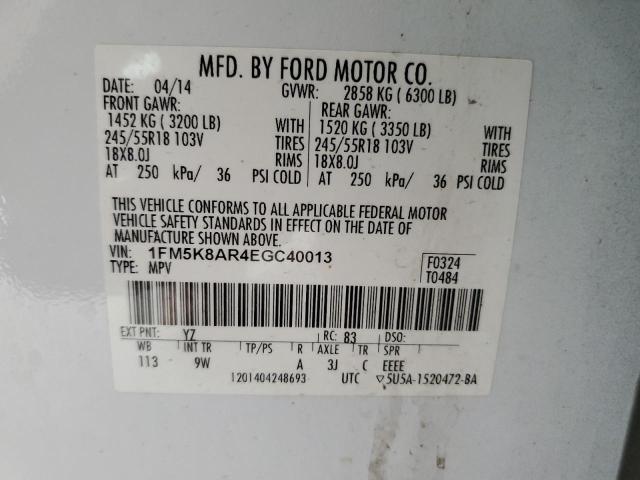 MFD. BY FORD MOTOR CO.
DATE: 04/14 GVWR: 2858 KG ( 6300 LB)
FRONT GAWR: REAR GAWR:
1452 KG ( 3200 LB) WITH 1520 KG ( 3350 LB) WITH
245/55R18 103V TIRES 245/55R18 103V TIRES
18X8.0J RIMS 18X8.0J RIMS
AT 250 kPa/ 36 PSI COLD AT 250 kPa/ 36 PSI COLD
THIS VEHICLE CONFORMS TO ALL APPLICABLE FEDERAL MOTOR
VEHICLE SAFETY STANDARDS IN EFFECT ON THE DATE OF
MANUFACTURE SHOWN ABOVE.
VIN: 1FM5K8AR4EGC40013 F0324
TYPE: MPV T0484
EXT PNT: YZ RC: 83 DSO:
WB INT TR TP/PS R AXLE TR SPR
113 9W A 3J C EEEE
1201404248693 UTC ▽5U5A-1520472-BA